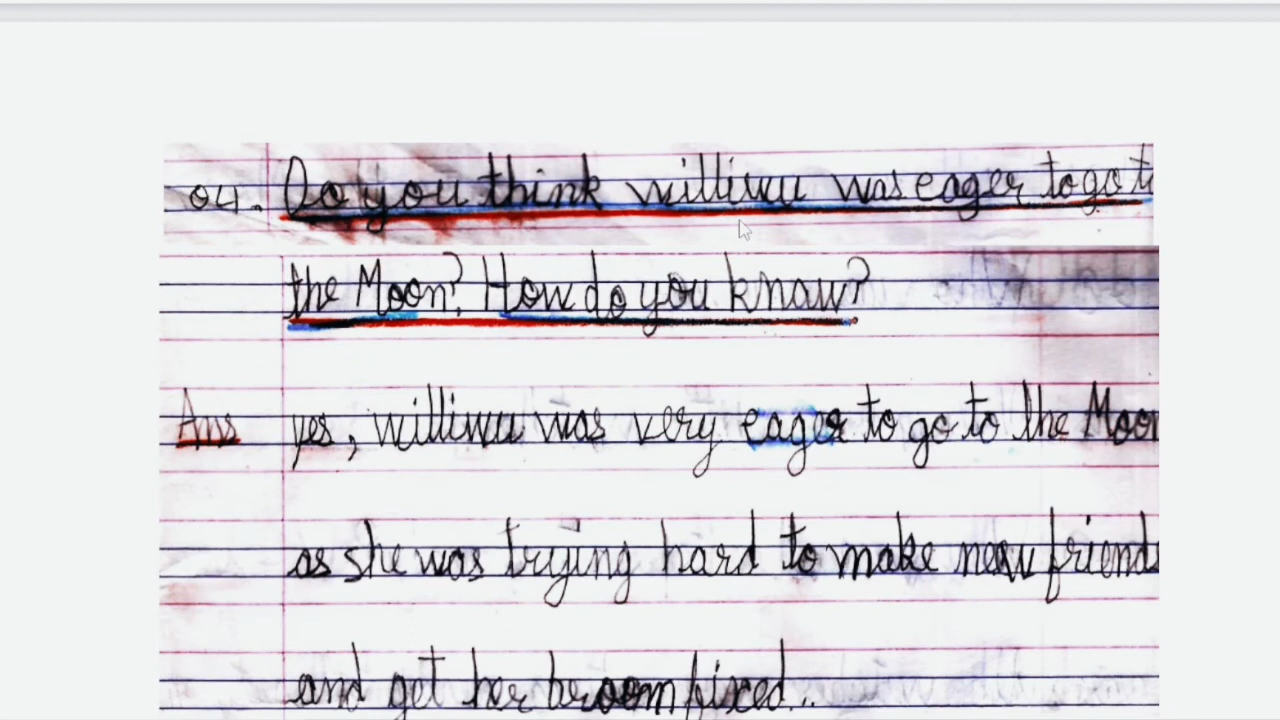 04. Do you think williwu was eager to go t
the Moon? How do you know?
Ans yes, williwu was very eager to go to the Moon
as she was trying hard to make new friends
and get her broom fixed..